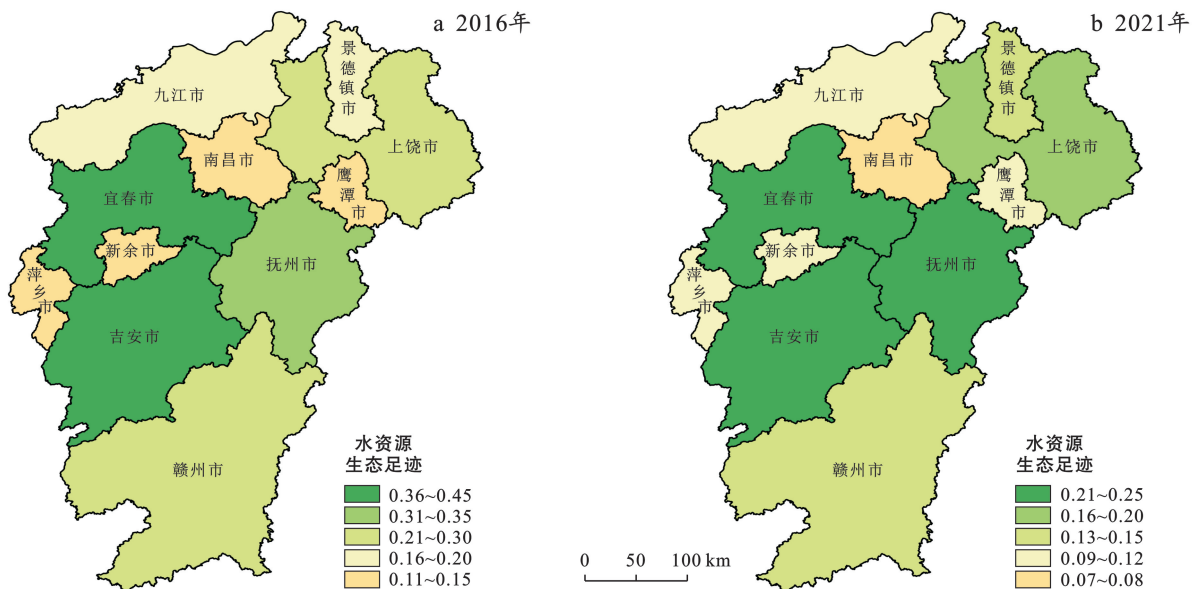 a 2016年
景德镇市
九江市
上饶市
南昌市
鹰潭市
宜春市
新余市
抚州市
萍乡市
吉安市
赣州市
水资源
生态足迹
0.36~0.45
0.31~0.35
0.21~0.30
0.16~0.20
0.11~0.15
b 2021年
景德镇市
九江市
上饶市
南昌市
鹰潭市
宜春市
新余市
抚州市
萍乡市
吉安市
赣州市
水资源
生态足迹
0.21~0.25
0.16~0.20
0.13~0.15
0.09~0.12
0.07~0.08
0 50 100 km